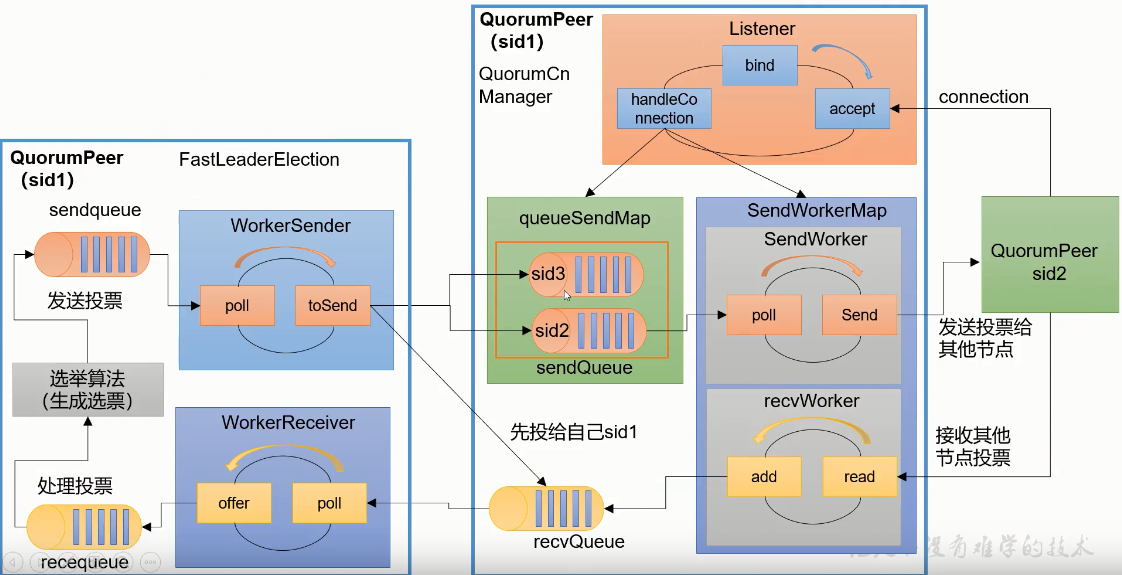 QuorumPeer
（sid1）
FastLeaderElection
sendqueue
发送投票
WorkerSender
poll
toSend
选举算法
（生成选票）
WorkerReceiver
offer
poll
处理投票
recequeue
QuorumPeer
（sid1）
QuorumCn
Manager
Listener
bind
handleCo
nnection
accept
connection
queueSendMap
sid3
sid2
sendQueue
SendWorkerMap
SendWorker
poll
Send
recvWorker
add
read
先投给自己sid1
recvQueue
QuorumPeer
sid2
发送投票给
其他节点
接收其他
节点投票
没有难学的技术